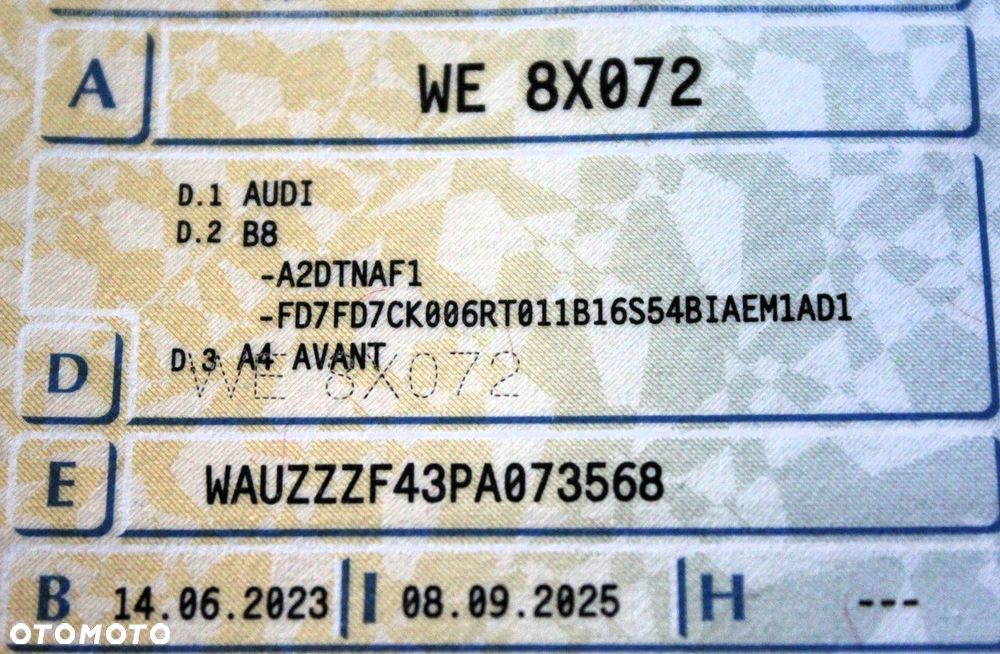 A WE 8X072
D.1 AUDI
D.2 B8
-A2DTNAF1
-FD7FD7CK006RT011B16S54BIAEM1AD1
D D.3 A4 AVANT
WE 8X072
E WAUZZZF43PA073568
B 14.06.2023 I 08.09.2025 H ---
OTOMOTO